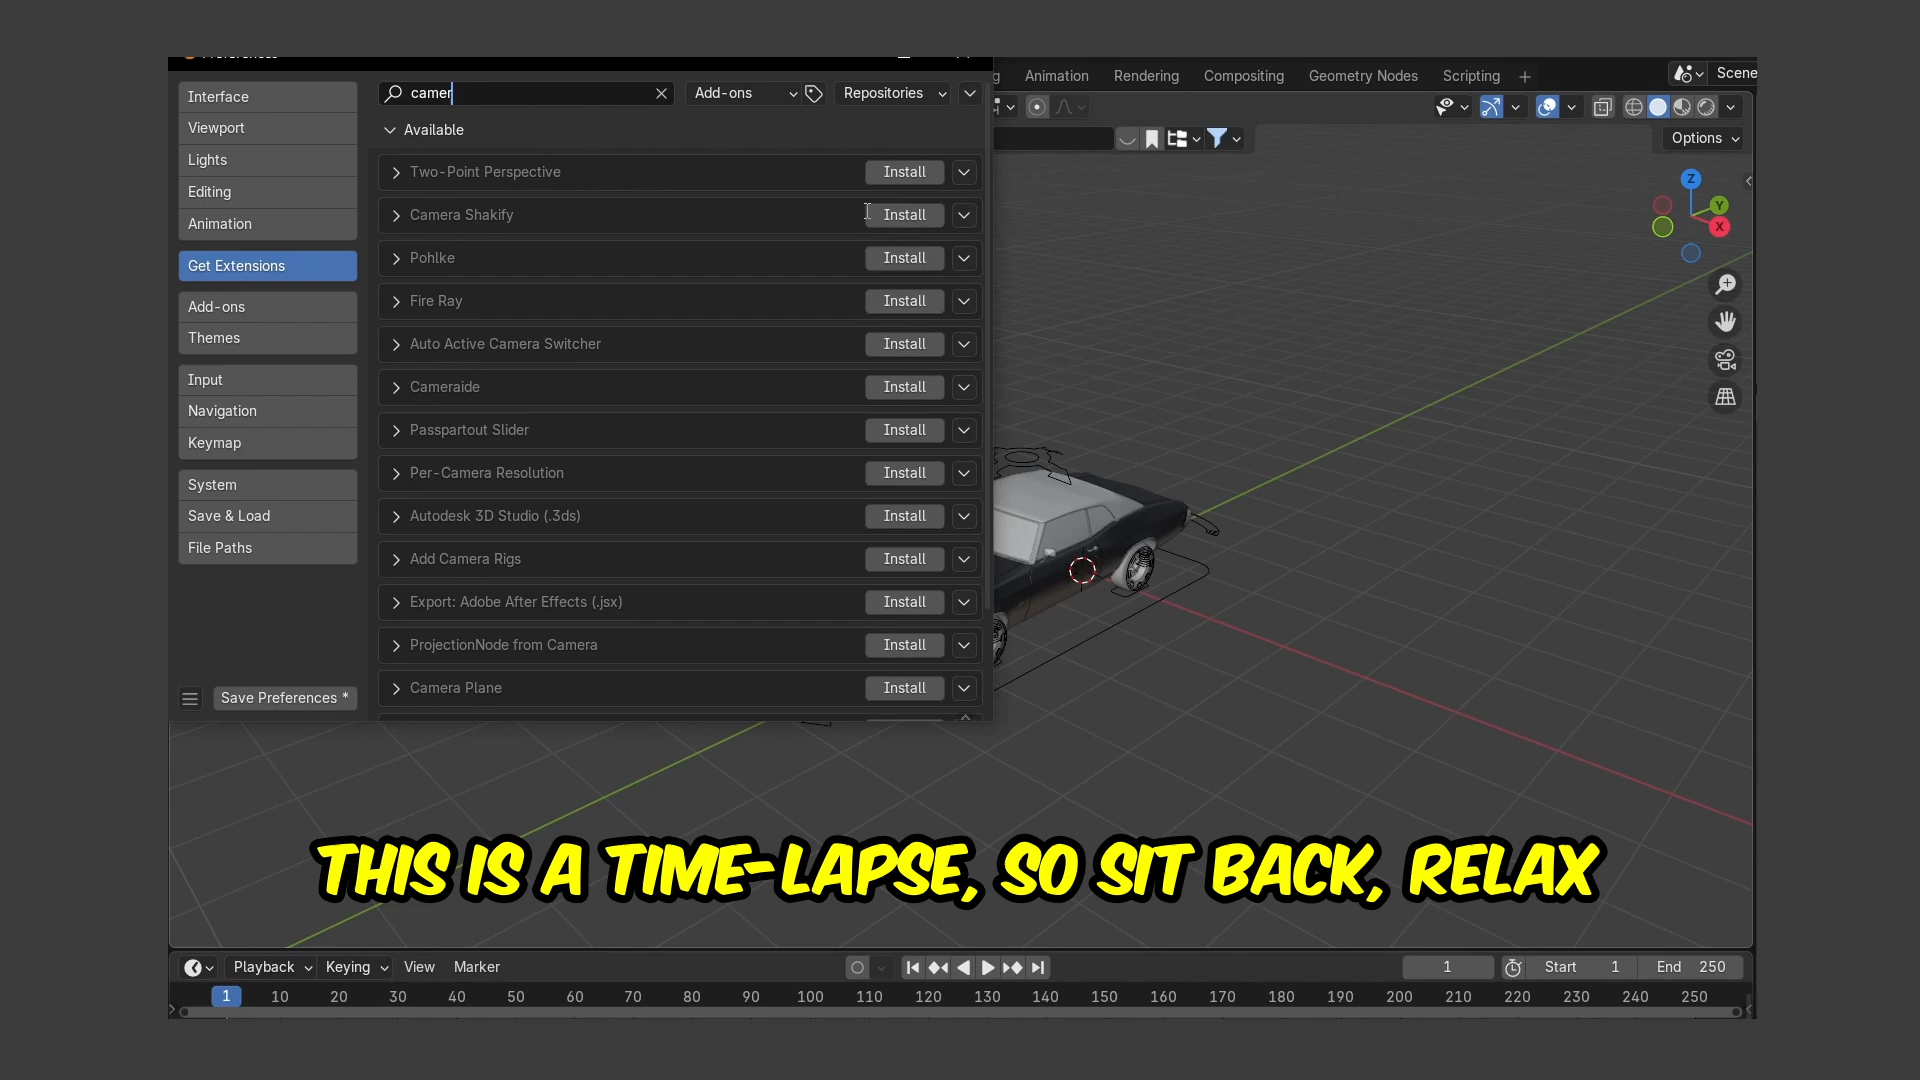 Animation Rendering Compositing Geometry Nodes Scripting Scene
Options
Z
Y
X
camer
Add-ons Repositories
Available
Interface
Viewport
Lights
Editing
Animation
Get Extensions
Add-ons
Themes
Input
Navigation
Keymap
System
Save & Load
File Paths
Save Preferences *
Two-Point Perspective Install
Camera Shakify Install
Pohlke Install
Fire Ray Install
Auto Active Camera Switcher Install
Cameraide Install
Passpartout Slider Install
Per-Camera Resolution Install
Autodesk 3D Studio (.3ds) Install
Add Camera Rigs Install
Export: Adobe After Effects (.jsx) Install
ProjectionNode from Camera Install
Camera Plane Install
THIS IS A TIME-LAPSE, SO SIT BACK, RELAX
Playback Keying View Marker 1 Start 1 End 250
1 10 20 30 40 50 60 70 80 90 100 110 120 130 140 150 160 170 180 190 200 210 220 230 240 250